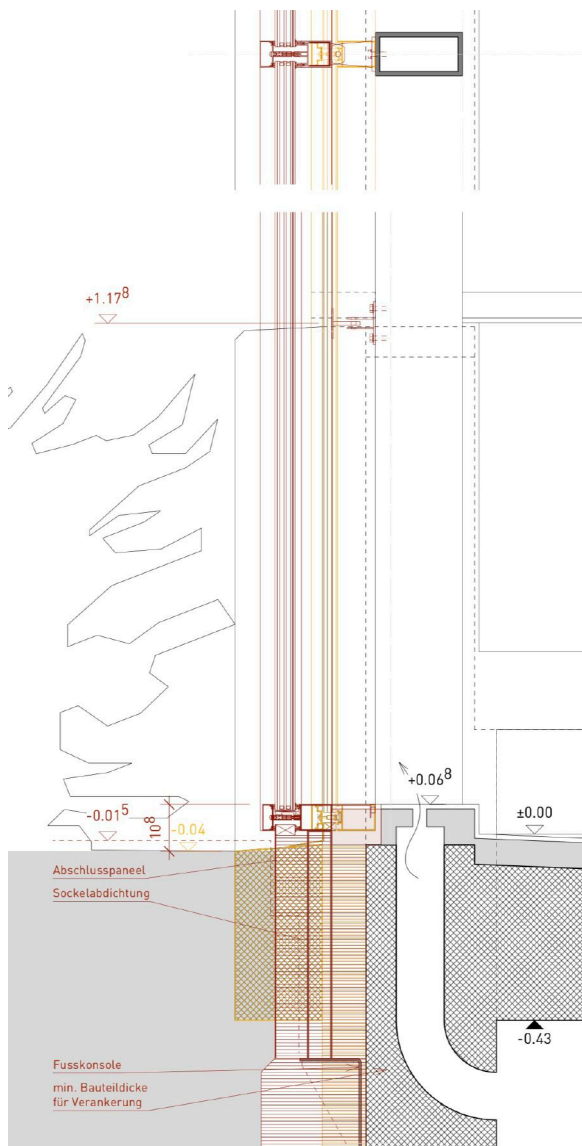 +1.17⁸
+0.06⁸
-0.01⁵
10⁸
-0.04
±0.00
Abschlusspaneel
Sockelabdichtung
-0.43
Fusskonsole
min. Bauteildicke
für Verankerung